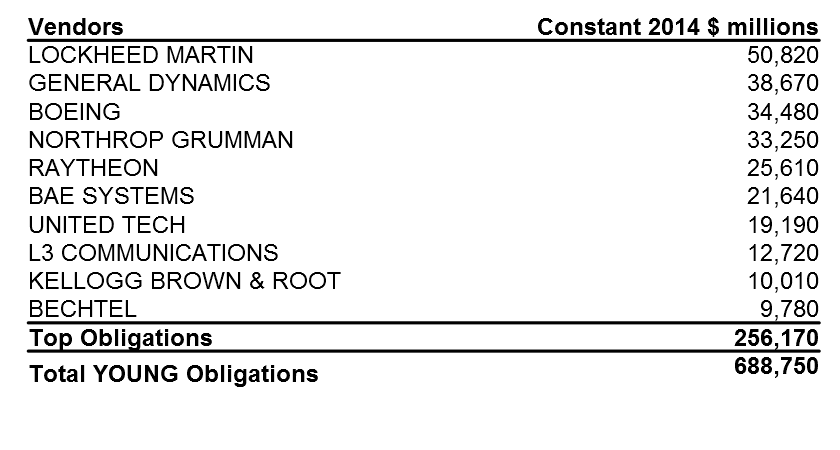 Vendors Constant 2014 $ millions
LOCKHEED MARTIN 50,820
GENERAL DYNAMICS 38,670
BOEING 34,480
NORTHROP GRUMMAN 33,250
RAYTHEON 25,610
BAE SYSTEMS 21,640
UNITED TECH 19,190
L3 COMMUNICATIONS 12,720
KELLOGG BROWN & ROOT 10,010
BECHTEL 9,780
Top Obligations 256,170
Total YOUNG Obligations 688,750